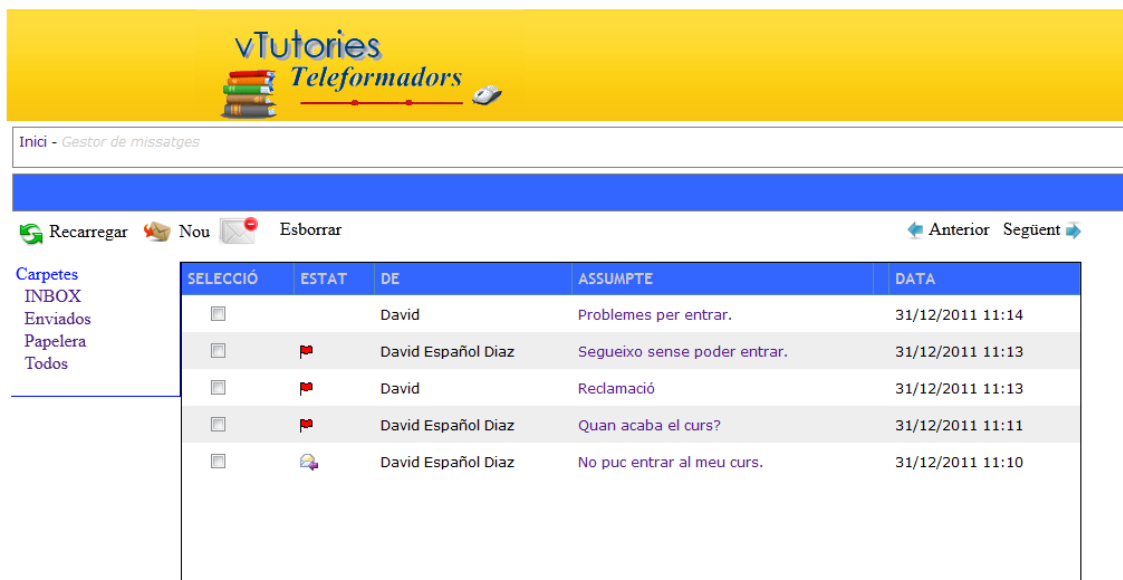 vTutories
Teleformadors
Inici - Gestor de missatges
Recarregar Nou Esborrar Anterior Següent
Carpetes
INBOX
Enviados
Papelera
Todos
SELECCIÓ ESTAT DE ASSUMPTE DATA
David Problemes per entrar. 31/12/2011 11:14
David Español Diaz Segueixo sense poder entrar. 31/12/2011 11:13
David Reclamació 31/12/2011 11:13
David Español Diaz Quan acaba el curs? 31/12/2011 11:11
David Español Diaz No puc entrar al meu curs. 31/12/2011 11:10